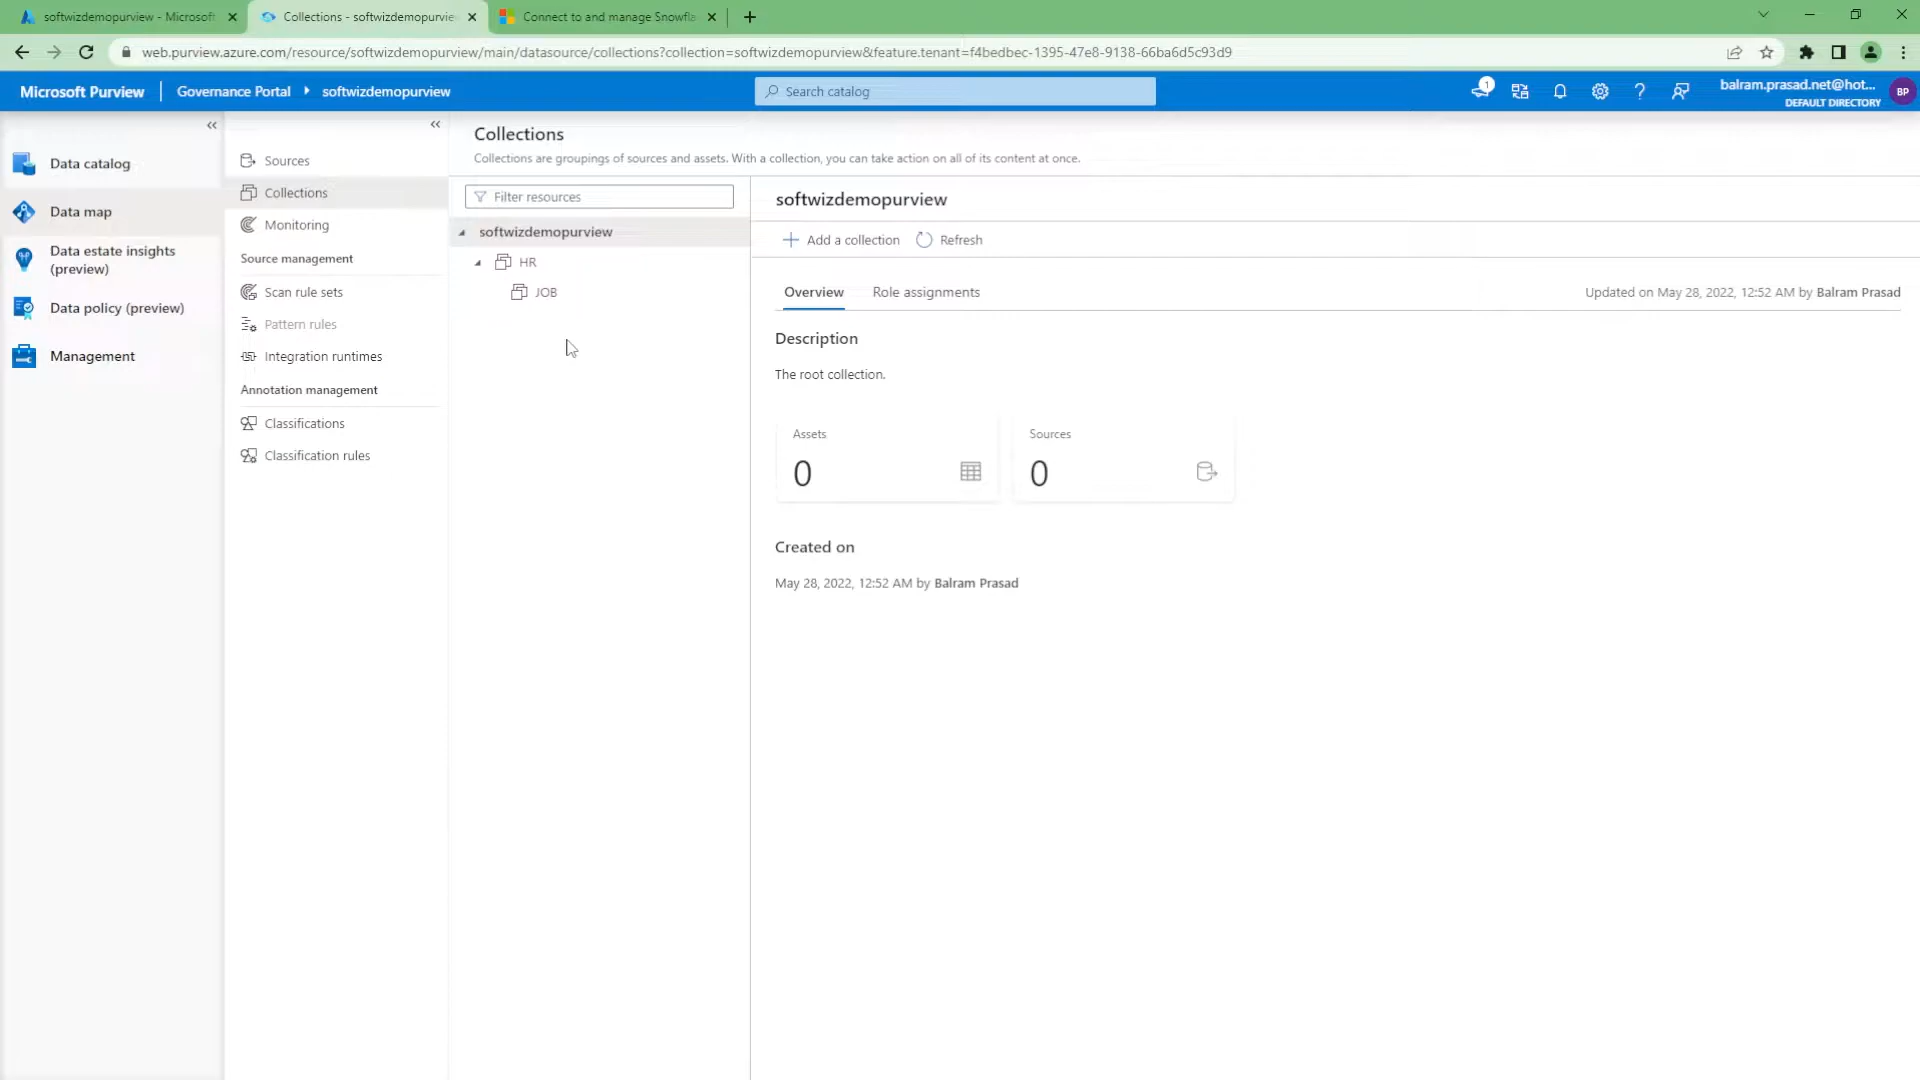 softwizdemopurview - Microsoft
Collections - softwizdemopurview
Connect to and manage Snowfla
web.purview.azure.com/resource/softwizdemopurview/main/datasource/collections?collection=softwizdemopurview&feature.tenant=f4bedbec-1395-47e8-9138-66ba6d5c93d9
Microsoft Purview
Governance Portal
softwizdemopurview
Search catalog
1
balram.prasad.net@hot...
DEFAULT DIRECTORY
BP
Data catalog
Data map
Data estate insights
(preview)
Data policy (preview)
Management
Sources
Collections
Monitoring
Source management
Scan rule sets
Pattern rules
Integration runtimes
Annotation management
Classifications
Classification rules
Collections
Collections are groupings of sources and assets. With a collection, you can take action on all of its content at once.
Filter resources
softwizdemopurview
HR
JOB
softwizdemopurview
Add a collection
Refresh
Overview
Role assignments
Updated on May 28, 2022, 12:52 AM by Balram Prasad
Description
The root collection.
Assets
0
Sources
0
Created on
May 28, 2022, 12:52 AM by Balram Prasad